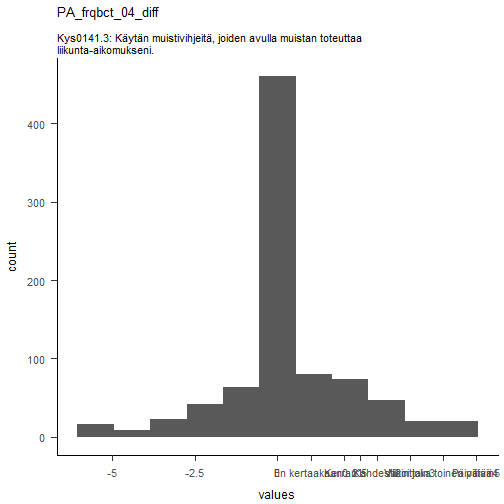 PA_frqbct_04_diff
Kys0141.3: Käytän muistivihjeitä, joiden avulla muistan toteuttaa
liikunta-aikomukseni.
400
300
200
100
0
count
-5 -2.5
values